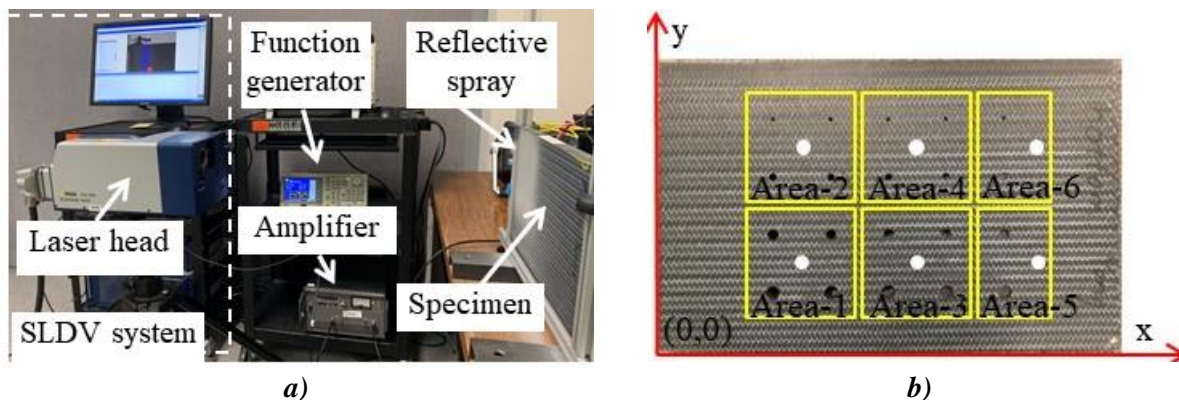 Function
generator
Reflective
spray
Laser head
Amplifier
Specimen
SLDV system
a)
y
Area-2
Area-4
Area-6
Area-1
Area-3
Area-5
(0,0)
x
b)